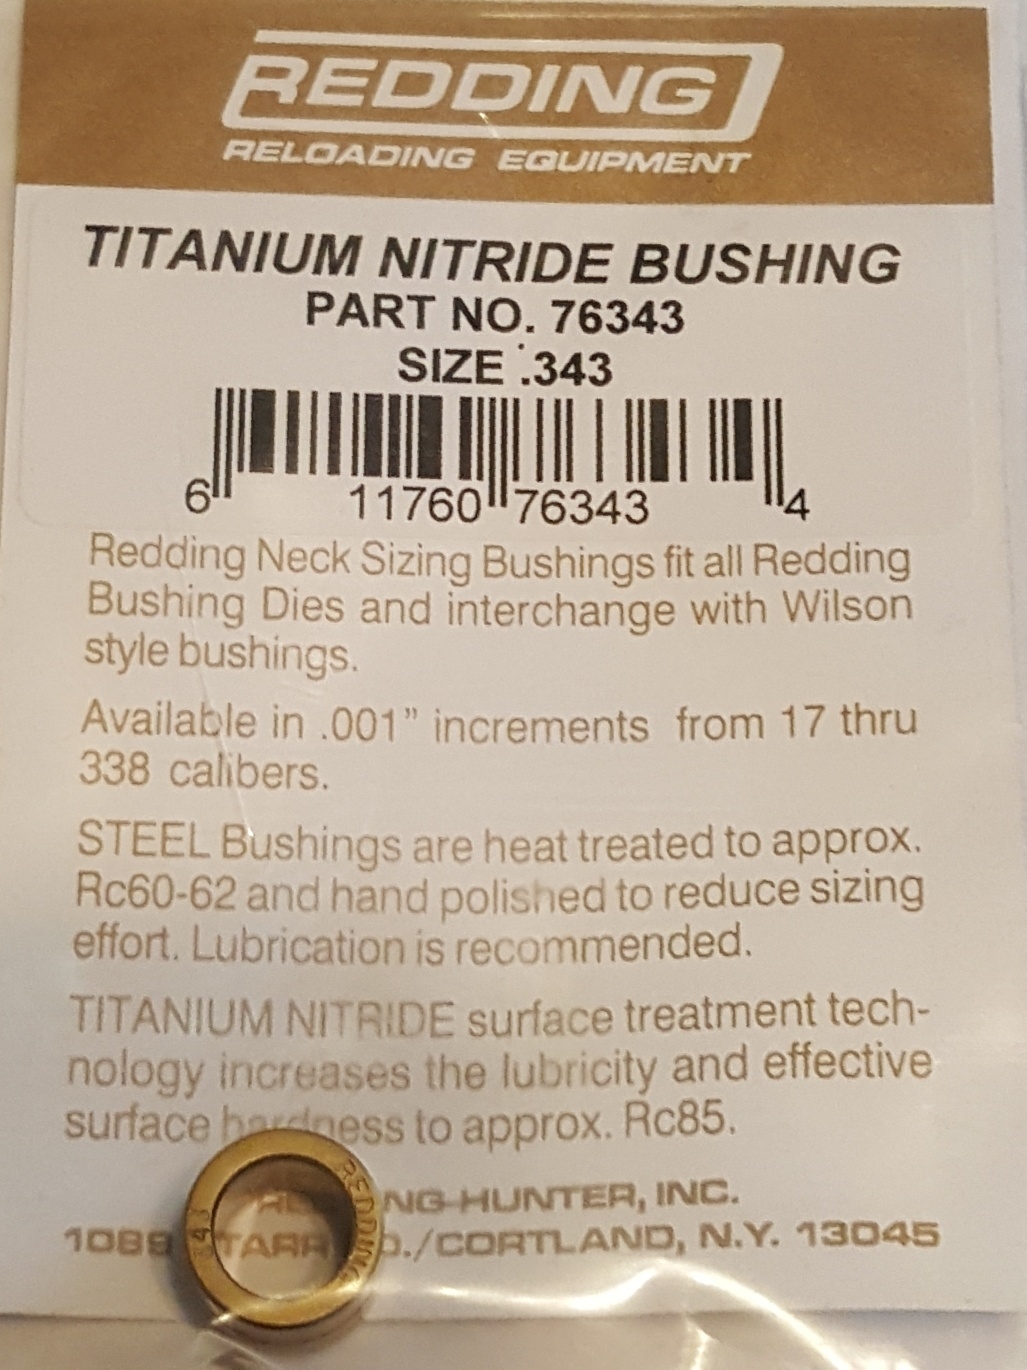 REDDING
RELOADING EQUIPMENT
TITANIUM NITRIDE BUSHING
PART NO. 76343
SIZE .343
6 11760 76343 4
Redding Neck Sizing Bushings fit all Redding
Bushing Dies and interchange with Wilson
style bushings.
Available in .001” increments from 17 thru
338 calibers.
STEEL Bushings are heat treated to approx.
Rc60-62 and hand polished to reduce sizing
effort. Lubrication is recommended.
TITANIUM NITRIDE surface treatment tech-
nology increases the lubricity and effective
surface hardness to approx. Rc85.
REDDING
343
HUNTER, INC.
CORTLAND, N.Y. 13045